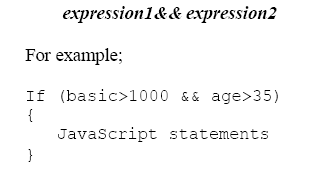 expression1&& expression2
For example;
If (basic>1000 && age>35)
{
JavaScript statements
}